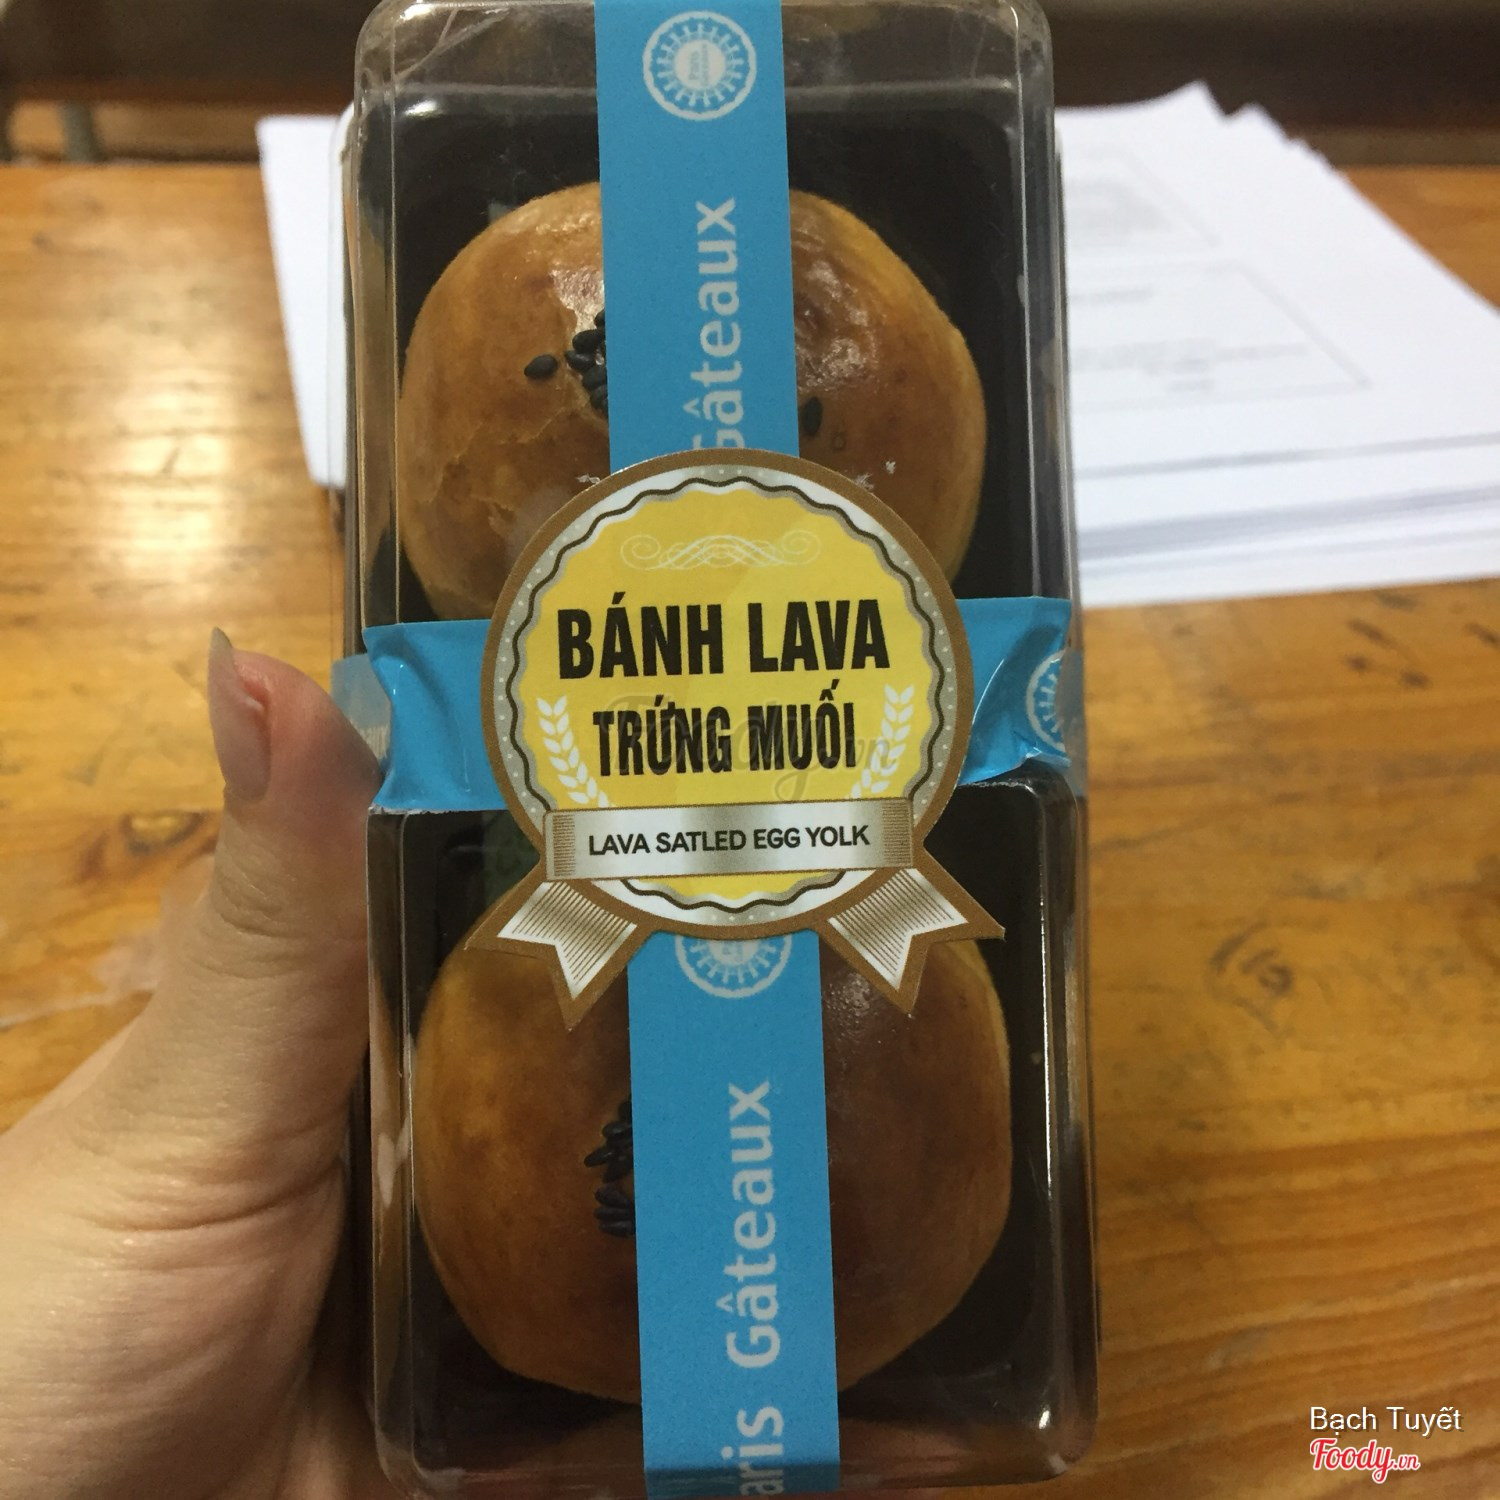 Gâteaux
BÁNH LAVA
TRỨNG MUỐI
LAVA SATLED EGG YOLK
aris Gâteaux
Bạch Tuyết
Foody.vn